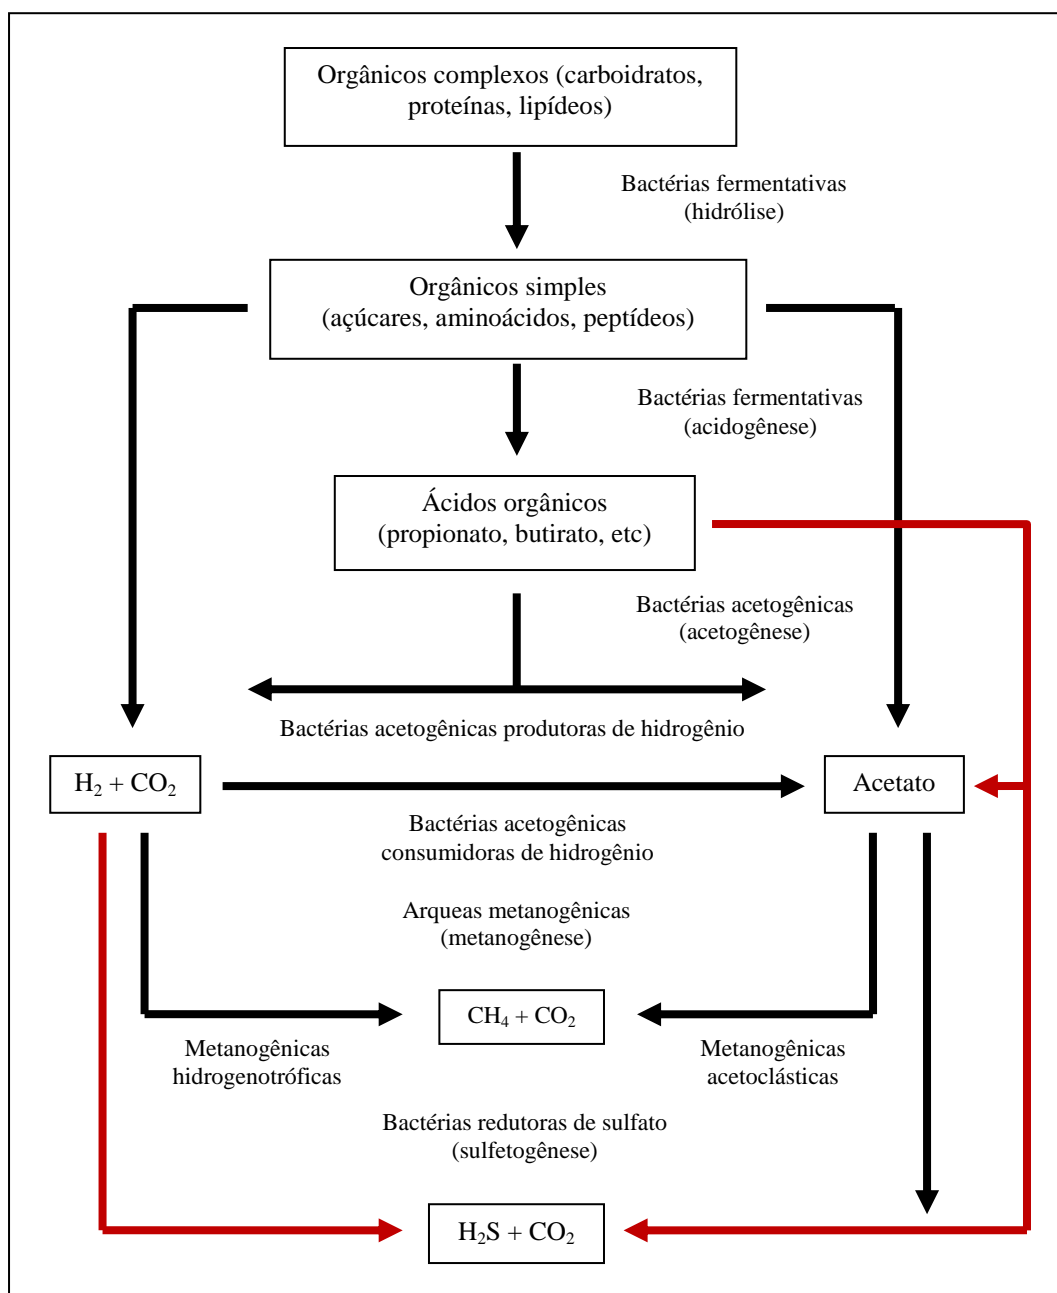 Orgânicos complexos (carboidratos,
proteínas, lipídeos)
Bactérias fermentativas
(hidrólise)
Orgânicos simples
(açúcares, aminoácidos, peptídeos)
Bactérias fermentativas
(acidogênese)
Ácidos orgânicos
(propionato, butirato, etc)
Bactérias acetogênicas
(acetogênese)
Bactérias acetogênicas produtoras de hidrogênio
H₂ + CO₂
Acetato
Bactérias acetogênicas
consumidoras de hidrogênio
Arqueas metanogênicas
(metanogênese)
CH₄ + CO₂
Metanogênicas
hidrogenotróficas
Metanogênicas
acetoclásticas
Bactérias redutoras de sulfato
(sulfetogênese)
H₂S + CO₂